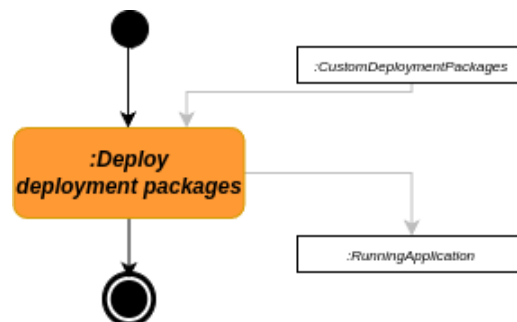 :CustomDeploymentPackages
:Deploy
deployment packages
:RunningApplication